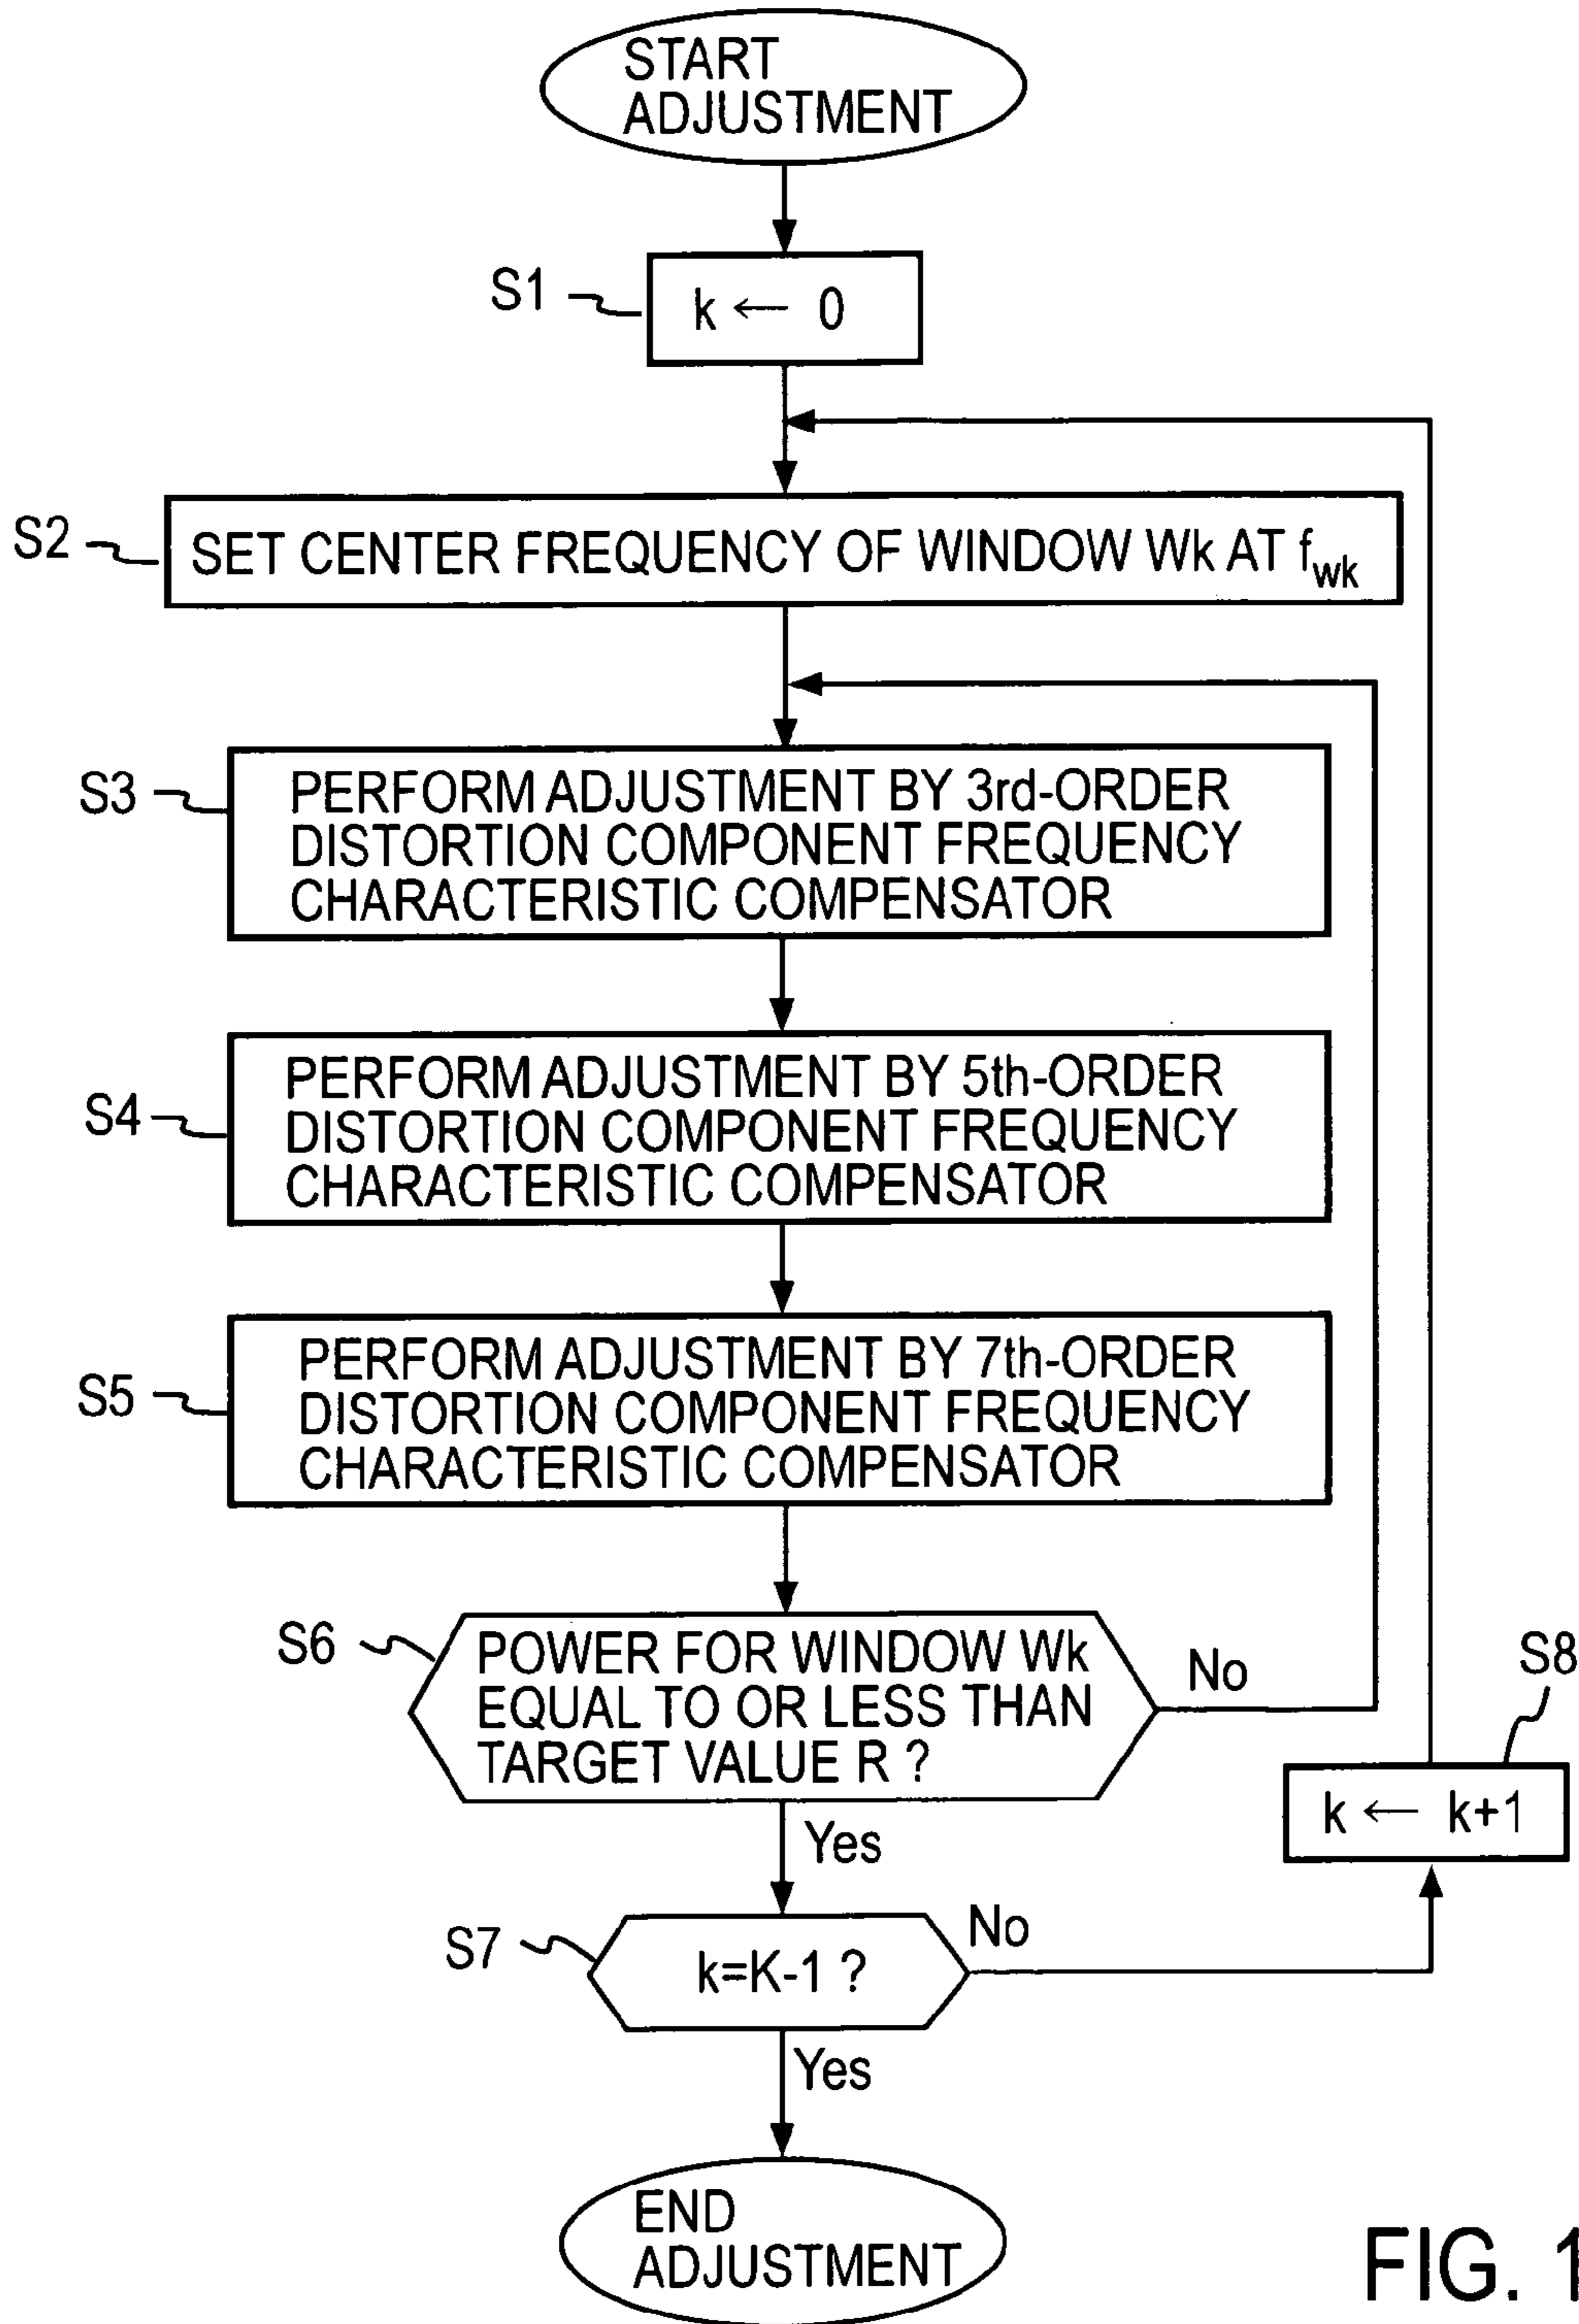 START
ADJUSTMENT
S1
k ← 0
S2
SET CENTER FREQUENCY OF WINDOW Wk AT fwk
S3
PERFORM ADJUSTMENT BY 3rd-ORDER
DISTORTION COMPONENT FREQUENCY
CHARACTERISTIC COMPENSATOR
S4
PERFORM ADJUSTMENT BY 5th-ORDER
DISTORTION COMPONENT FREQUENCY
CHARACTERISTIC COMPENSATOR
S5
PERFORM ADJUSTMENT BY 7th-ORDER
DISTORTION COMPONENT FREQUENCY
CHARACTERISTIC COMPENSATOR
S6
POWER FOR WINDOW Wk
EQUAL TO OR LESS THAN
TARGET VALUE R ?
No
S8
k ← k+1
Yes
S7
k=K-1 ?
No
Yes
END
ADJUSTMENT
FIG. 1